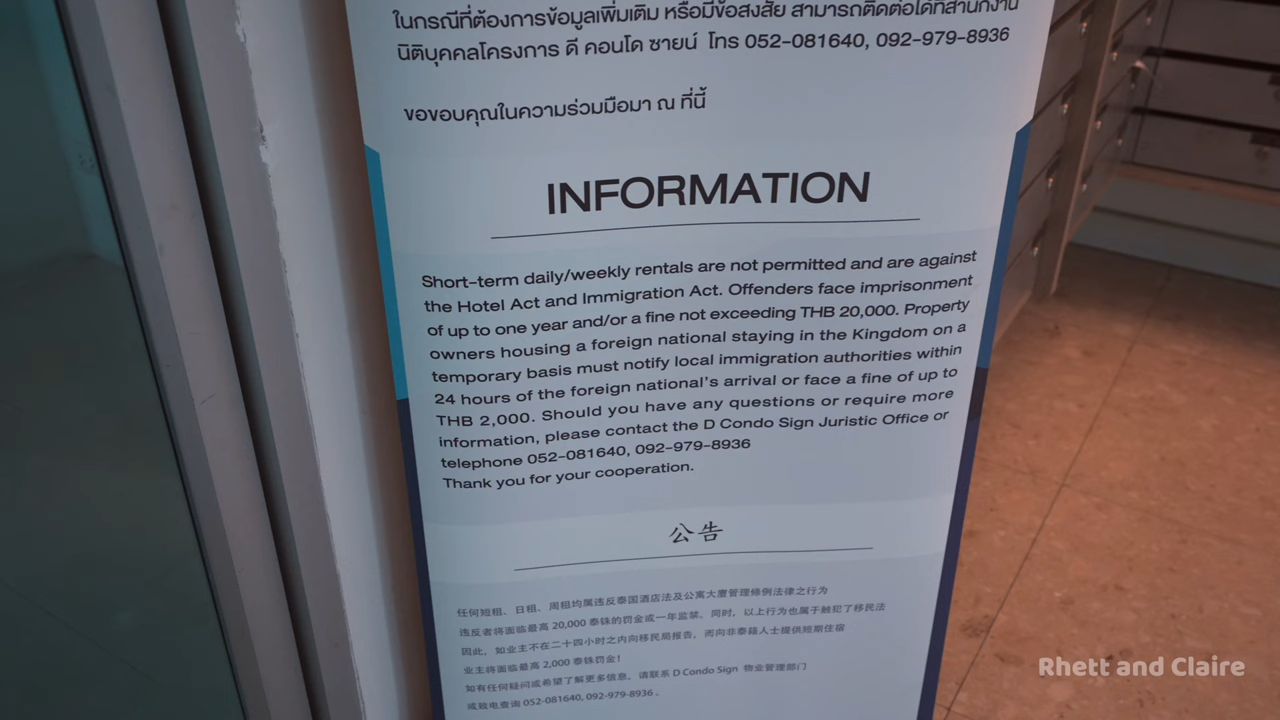 ในกรณีที่ต้องการข้อมูลเพิ่มเติม หรือมีข้อสงสัย สามารถติดต่อได้ที่สำนักงาน
นิติบุคคลโครงการ ดี คอนโด ซายน์ โทร 052-081640, 092-979-8936
ขอขอบคุณในความร่วมมือมา ณ ที่นี้
INFORMATION
Short-term daily/weekly rentals are not permitted and are against
the Hotel Act and Immigration Act. Offenders face imprisonment
of up to one year and/or a fine not exceeding THB 20,000. Property
owners housing a foreign national staying in the Kingdom on a
temporary basis must notify local immigration authorities within
24 hours of the foreign national's arrival or face a fine of up to
THB 2,000. Should you have any questions or require more
information, please contact the D Condo Sign Juristic Office or
telephone 052-081640, 092-979-8936
Thank you for your cooperation.
公告
任何短租、日租、周租均属违反泰国酒店法及公寓大厦管理條例法律之行为
违反者将面临最高 20,000 泰铢的罚金或一年监禁。同时，以上行为也属于触犯了移民法
因此，如业主不在二十四小时之内向移民局报告，而向非泰籍人士提供短期住宿
业主将面临最高 2,000 泰铢罚金！
如有任何疑问或希望了解更多信息，请联系 D Condo Sign 物业管理部门
或致电查询 052-081640, 092-979-8936 。
Rhett and Claire